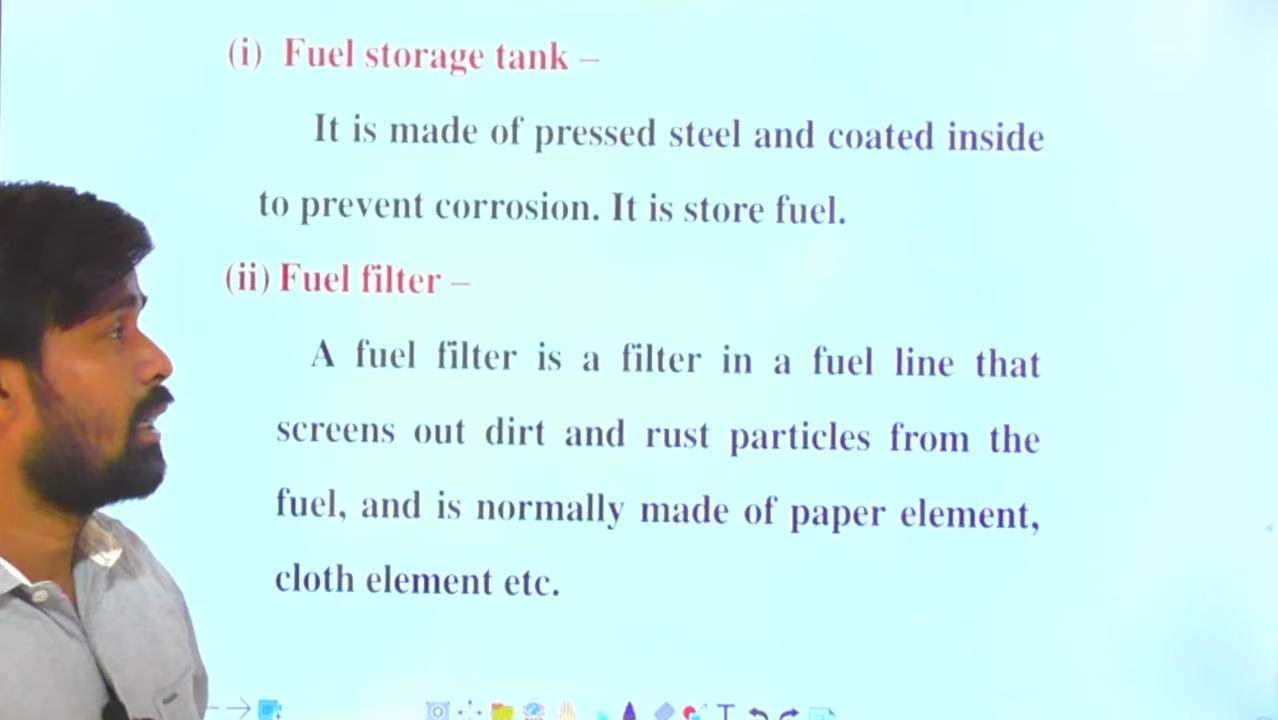 (i) Fuel storage tank –
It is made of pressed steel and coated inside
to prevent corrosion. It is store fuel.
(ii) Fuel filter –
A fuel filter is a filter in a fuel line that
screens out dirt and rust particles from the
fuel, and is normally made of paper element,
cloth element etc.